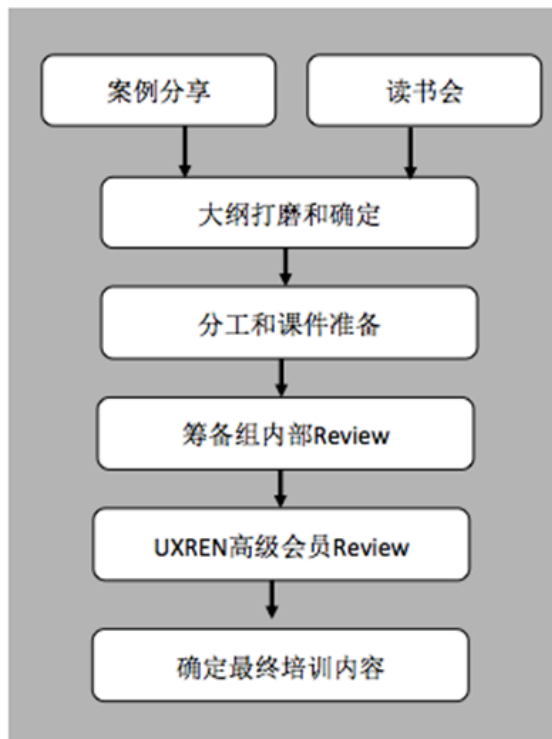 案例分享
读书会
大纲打磨和确定
分工和课件准备
筹备组内部Review
UXREN高级会员Review
确定最终培训内容